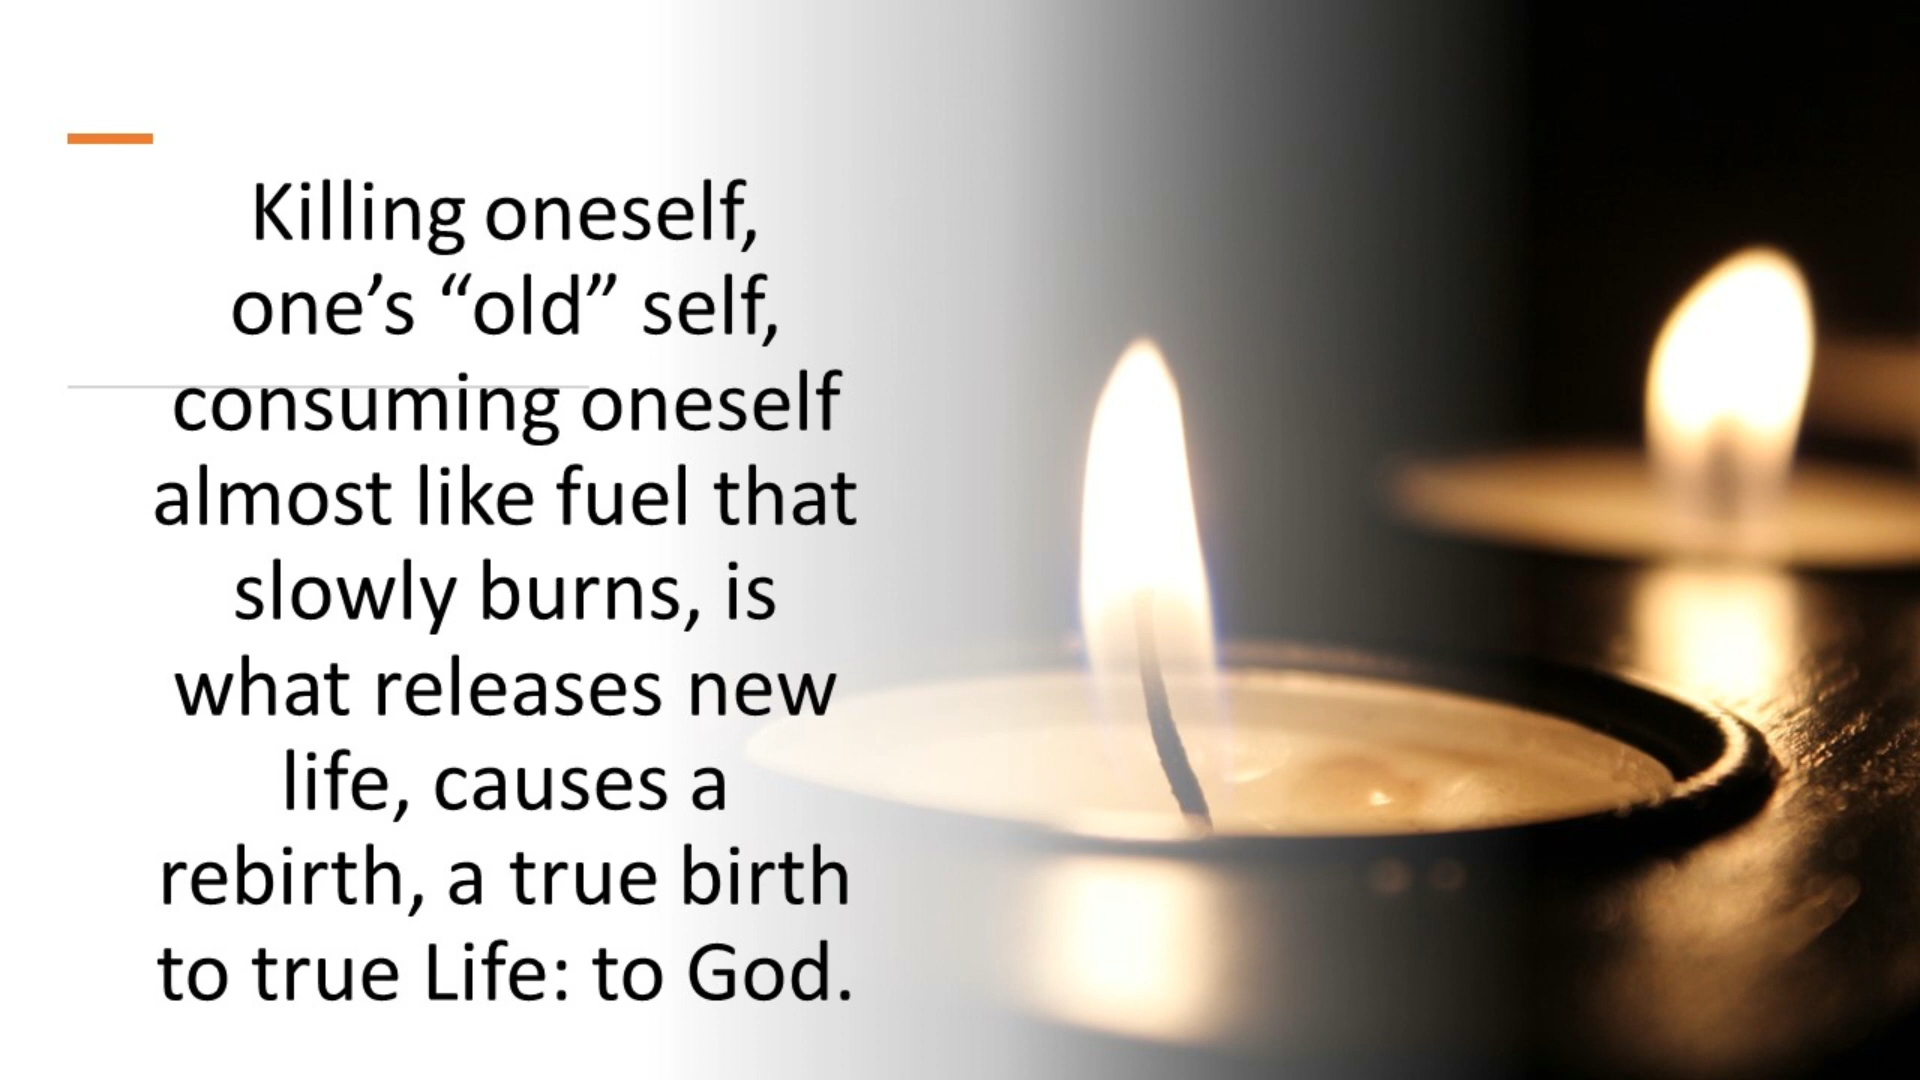 Killing oneself,
one’s “old” self,
consuming oneself
almost like fuel that
slowly burns, is
what releases new
life, causes a
rebirth, a true birth
to true Life: to God.